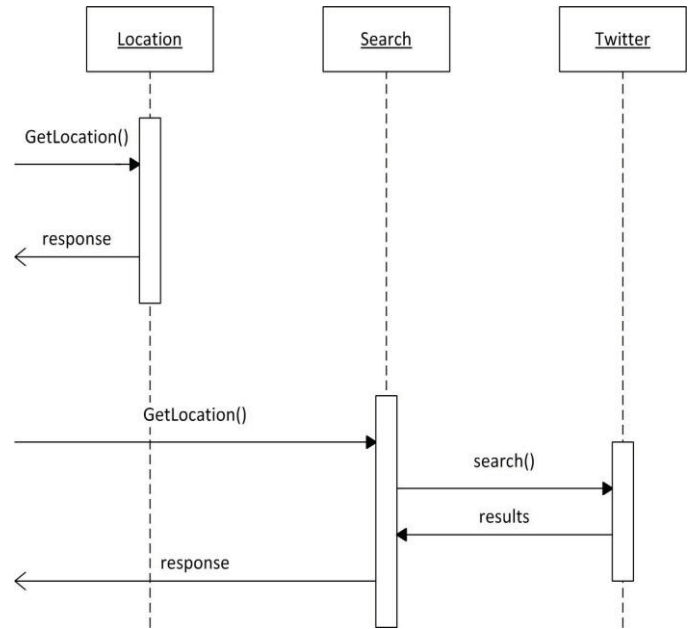 Location
Search
Twitter
GetLocation()
response
GetLocation()
search()
results
response